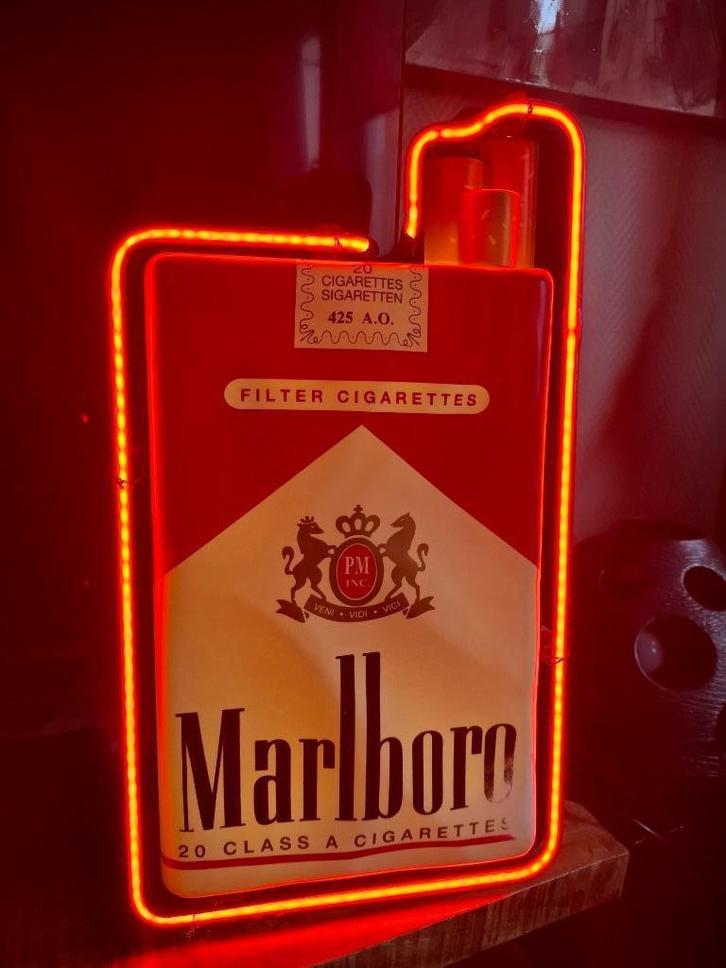 20
CIGARETTES
SIGARETTEN
425 A.O.
FILTER CIGARETTES
PM
INC.
VENI • VIDI • VICI
Marlboro
20 CLASS A CIGARETTES